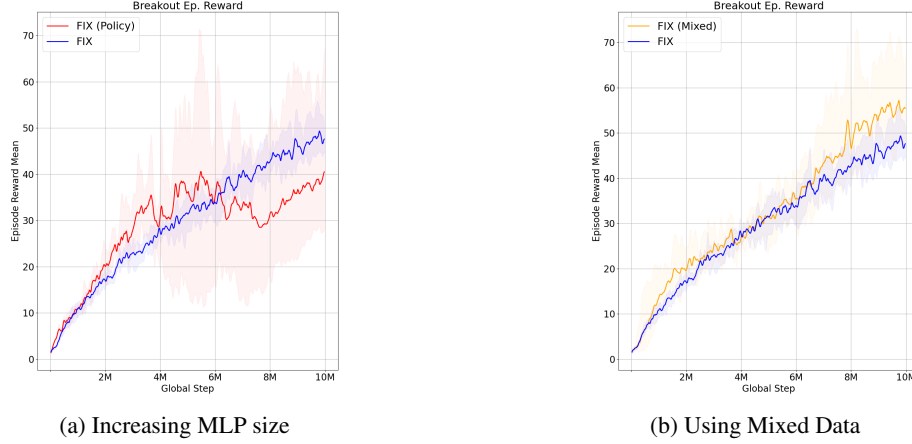 Breakout Ep. Reward
FIX (Policy)
FIX
70
60
50
40
30
20
10
0
Episode Reward Mean
2M
4M
6M
8M
10M
Global Step
(a) Increasing MLP size
Breakout Ep. Reward
FIX (Mixed)
FIX
70
60
50
40
30
20
10
0
Episode Reward Mean
2M
4M
6M
8M
10M
Global Step
(b) Using Mixed Data